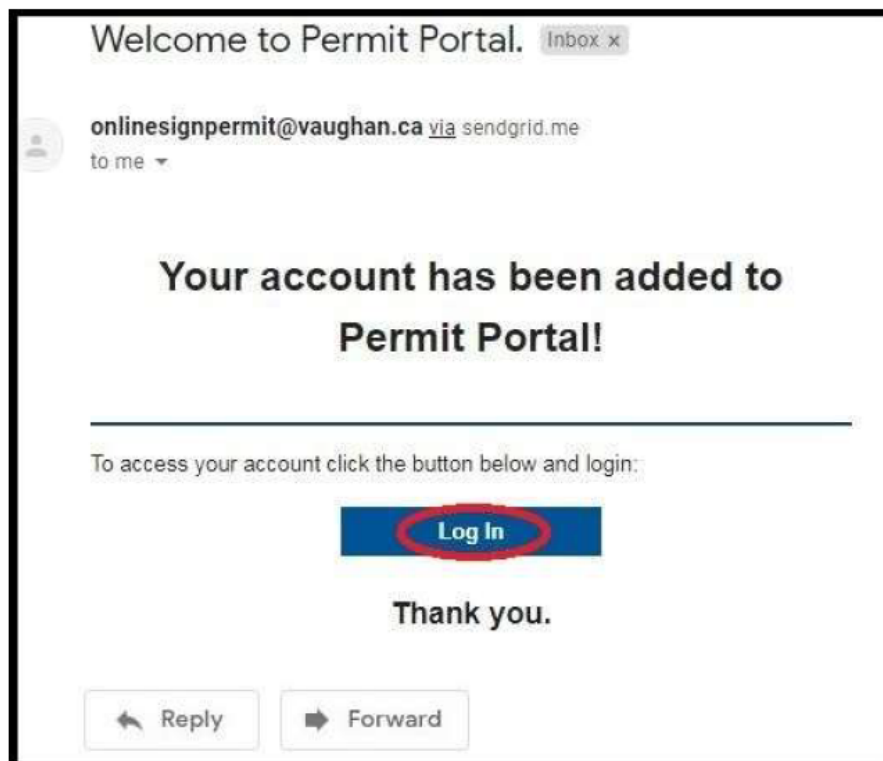 Welcome to Permit Portal. Inbox x
onlinesignpermit@vaughan.ca via sendgrid.me
to me
Your account has been added to
Permit Portal!
To access your account click the button below and login:
Log In
Thank you.
Reply Forward